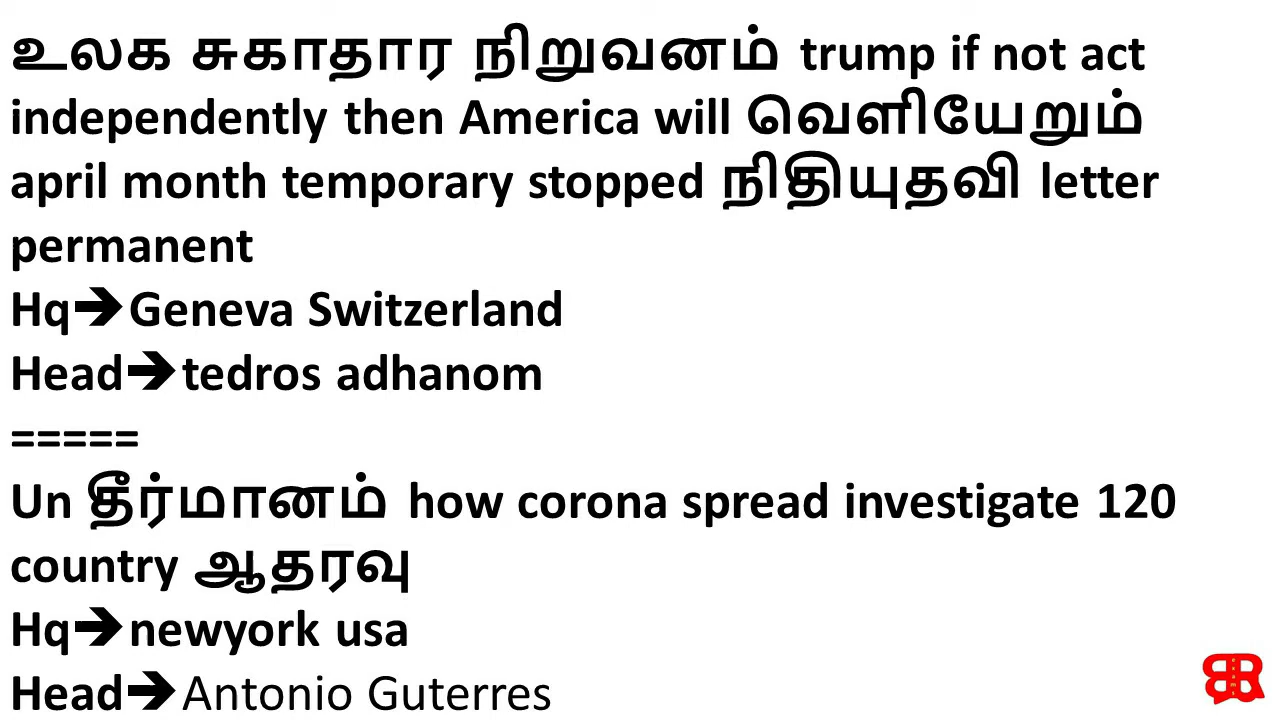 உலக சுகாதார நிறுவனம் trump if not act
independently then America will வெளியேறும்
april month temporary stopped நிதியுதவி letter
permanent
Hq➔Geneva Switzerland
Head➔tedros adhanom
=====
Un தீர்மானம் how corona spread investigate 120
country ஆதரவு
Hq➔newyork usa
Head➔Antonio Guterres